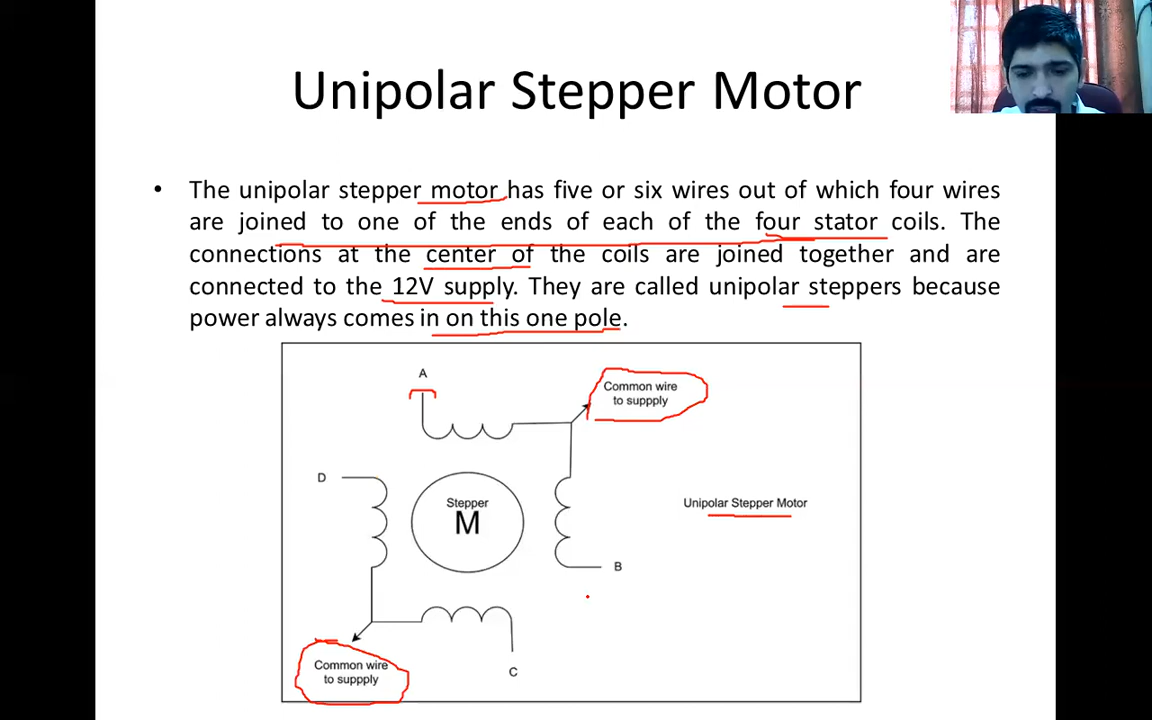 Unipolar Stepper Motor
• The unipolar stepper motor has five or six wires out of which four wires
are joined to one of the ends of each of the four stator coils. The
connections at the center of the coils are joined together and are
connected to the 12V supply. They are called unipolar steppers because
power always comes in on this one pole.
A
Common wire
to suppply
D
Stepper
M
Unipolar Stepper Motor
B
Common wire
to suppply
C